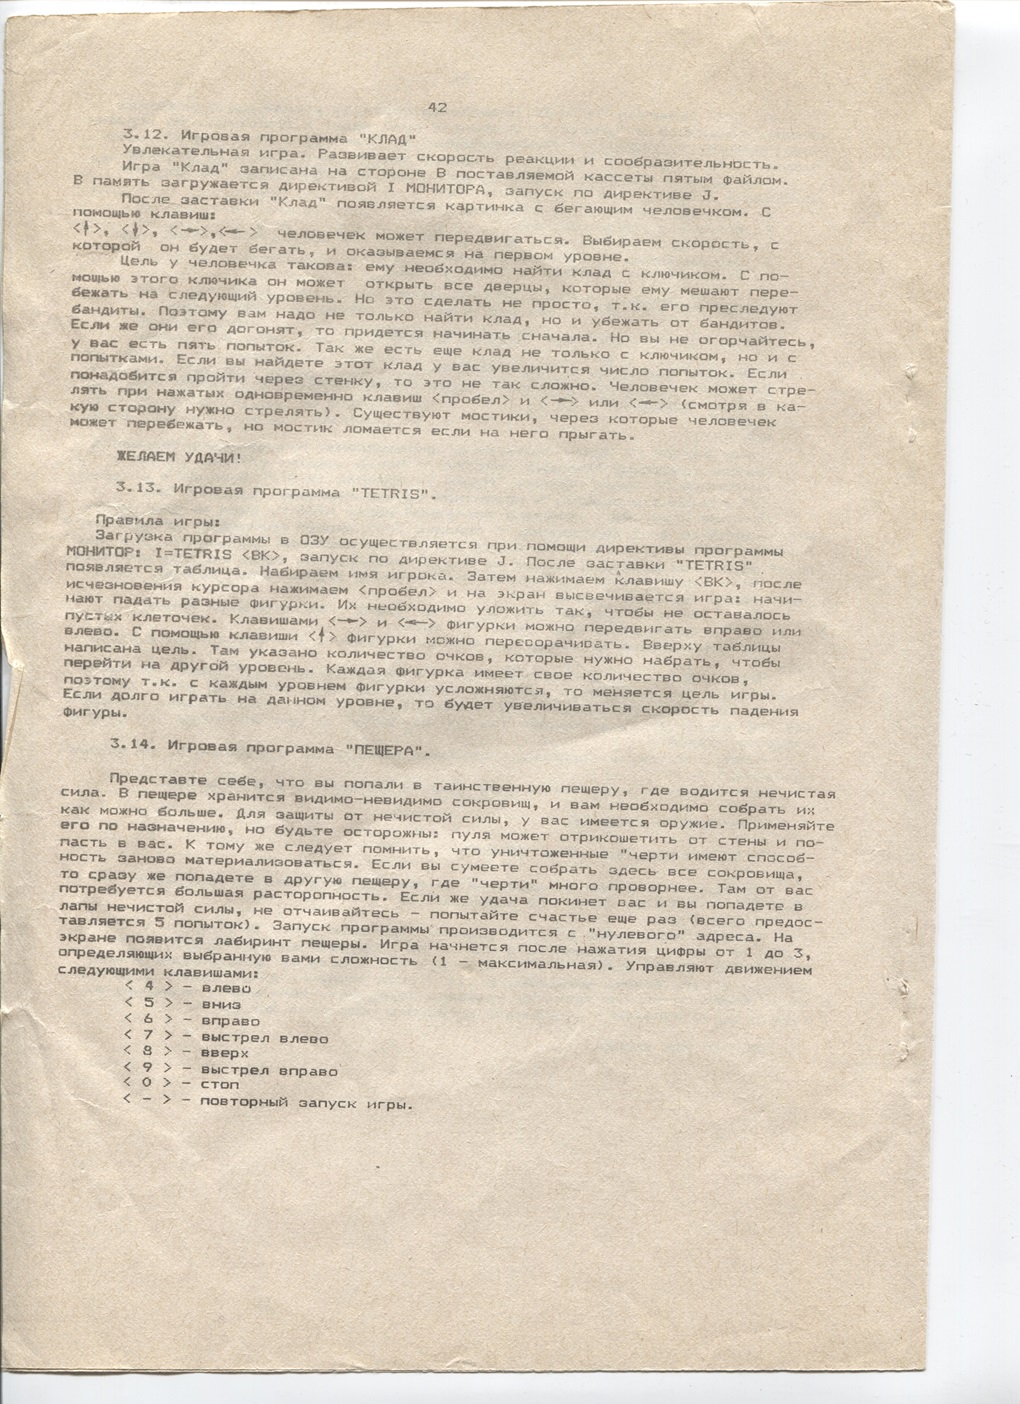 42
3.12. Игровая программа "КЛАД"
Увлекательная игра. Развивает скорость реакции и сообразительность.
Игра "Клад" записана на стороне В поставляемой кассеты пятым файлом.
В память загружается директивой I МОНИТОРА, запуск по директиве J.
После заставки "Клад" появляется картинка с бегающим человечком. С
помощью клавиш:
<↑>, <↓>, <→>,<←> человечек может передвигаться. Выбираем скорость, с
которой он будет бегать, и оказываемся на первом уровне.
Цель у человечка такова: ему необходимо найти клад с ключиком. С по-
мощью этого ключика он может открыть все дверцы, которые ему мешают пере-
бежать на следующий уровень. Но это сделать не просто, т.к. его преследуют
бандиты. Поэтому вам надо не только найти клад, но и убежать от бандитов.
Если же они его догонят, то придется начинать сначала. Но вы не огорчайтесь,
у вас есть пять попыток. Так же есть еще клад не только с ключиком, но и с
попытками. Если вы найдете этот клад у вас увеличится число попыток. Если
понадобится пройти через стенку, то это не так сложно. Человечек может стре-
лять при нажатых одновременно клавиш <пробел> и <→> или <←> (смотря в ка-
кую сторону нужно стрелять). Существуют мостики, через которые человечек
может перебежать, но мостик ломается если на него прыгать.
ЖЕЛАЕМ УДАЧИ!
3.13. Игровая программа "TETRIS".
Правила игры:
Загрузка программы в ОЗУ осуществляется при помощи директивы программы
МОНИТОР: I=TETRIS <ВК>, запуск по директиве J. После заставки "TETRIS"
появляется таблица. Набираем имя игрока. Затем нажимаем клавишу <ВК>, после
исчезновения курсора нажимаем <пробел> и на экран высвечивается игра: начи-
нают падать разные фигурки. Их необходимо уложить так, чтобы не оставалось
пустых клеточек. Клавишами <→> и <←> фигурки можно передвигать вправо или
влево. С помощью клавиши <↑> фигурки можно переворачивать. Вверху таблицы
написана цель. Там указано количество очков, которые нужно набрать, чтобы
перейти на другой уровень. Каждая фигурка имеет свое количество очков,
поэтому т.к. с каждым уровнем фигурки усложняются, то меняется цель игры.
Если долго играть на данном уровне, то будет увеличиваться скорость падения
фигуры.
3.14. Игровая программа "ПЕЩЕРА".
Представте себе, что вы попали в таинственную пещеру, где водится нечистая
сила. В пещере хранится видимо-невидимо сокровищ, и вам необходимо собрать их
как можно больше. Для защиты от нечистой силы, у вас имеется оружие. Применяйте
его по назначению, но будьте осторожны: пуля может отрикошетить от стены и по-
пасть в вас. К тому же следует помнить, что уничтоженные "черти имеют способ-
ность заново материализоваться. Если вы сумеете собрать здесь все сокровища,
то сразу же попадете в другую пещеру, где "черти" много проворнее. Там от вас
потребуется большая расторопность. Если же удача покинет вас и вы попадете в
лапы нечистой силы, не отчаивайтесь - попытайте счастье еще раз (всего предос-
тавляется 5 попыток). Запуск программы производится с "нулевого" адреса. На
экране появится лабиринт пещеры. Игра начнется после нажатия цифры от 1 до 3,
определяющих выбранную вами сложность (1 - максимальная). Управляют движением
следующими клавишами:
< 4 > - влево
< 5 > - вниз
< 6 > - вправо
< 7 > - выстрел влево
< 8 > - вверх
< 9 > - выстрел вправо
< 0 > - стоп
< - > - повторный запуск игры.